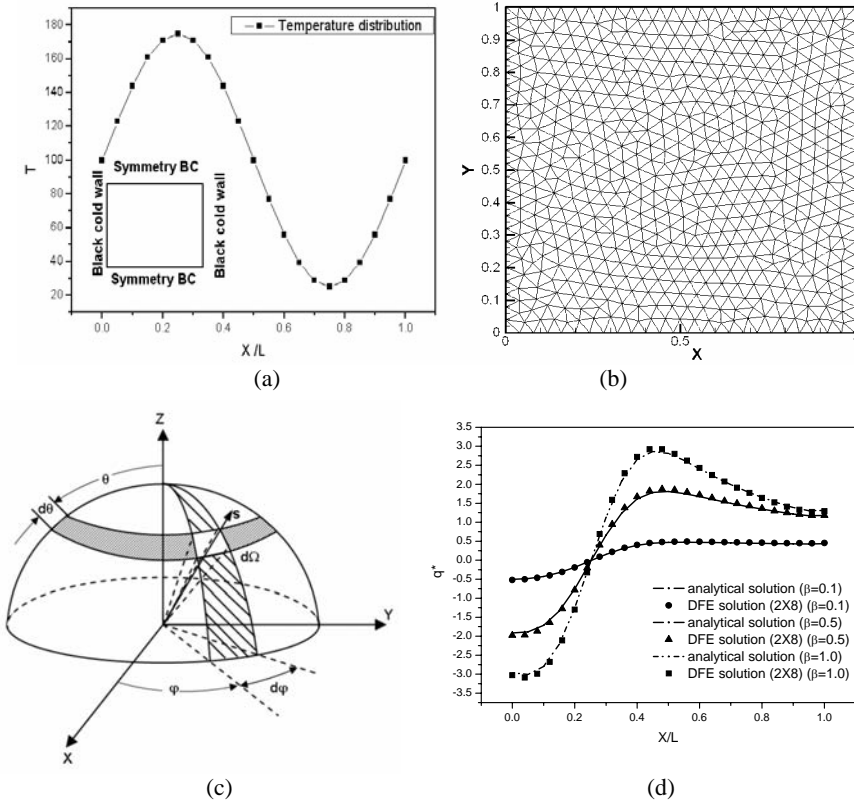 180
160
140
120
100
80
60
40
20
T
Temperature distribution
Symmetry BC
Black cold wall
Black cold wall
Symmetry BC
0.0 0.2 0.4 0.6 0.8 1.0
X /L
(a)
1
0.9
0.8
0.7
0.6
0.5
0.4
0.3
0.2
0.1
0
Y
0 0.5
X
(b)
Z
θ
dθ
s
dΩ
Y
φ
dφ
X
(c)
3.5
3.0
2.5
2.0
1.5
1.0
0.5
0.0
-0.5
-1.0
-1.5
-2.0
-2.5
-3.0
-3.5
q*
analytical solution (β=0.1)
DFE solution (2X8) (β=0.1)
analytical solution (β=0.5)
DFE solution (2X8) (β=0.5)
analytical solution (β=1.0)
DFE solution (2X8) (β=1.0)
0.0 0.2 0.4 0.6 0.8 1.0
X/L
(d)